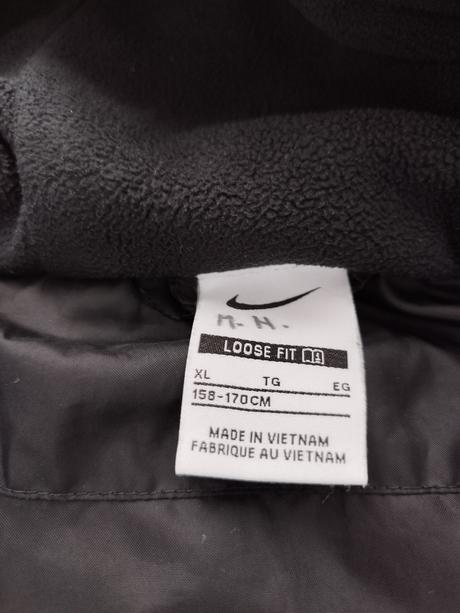 M. N.
LOOSE FIT
XL TG EG
158-170CM
MADE IN VIETNAM
FABRIQUE AU VIETNAM